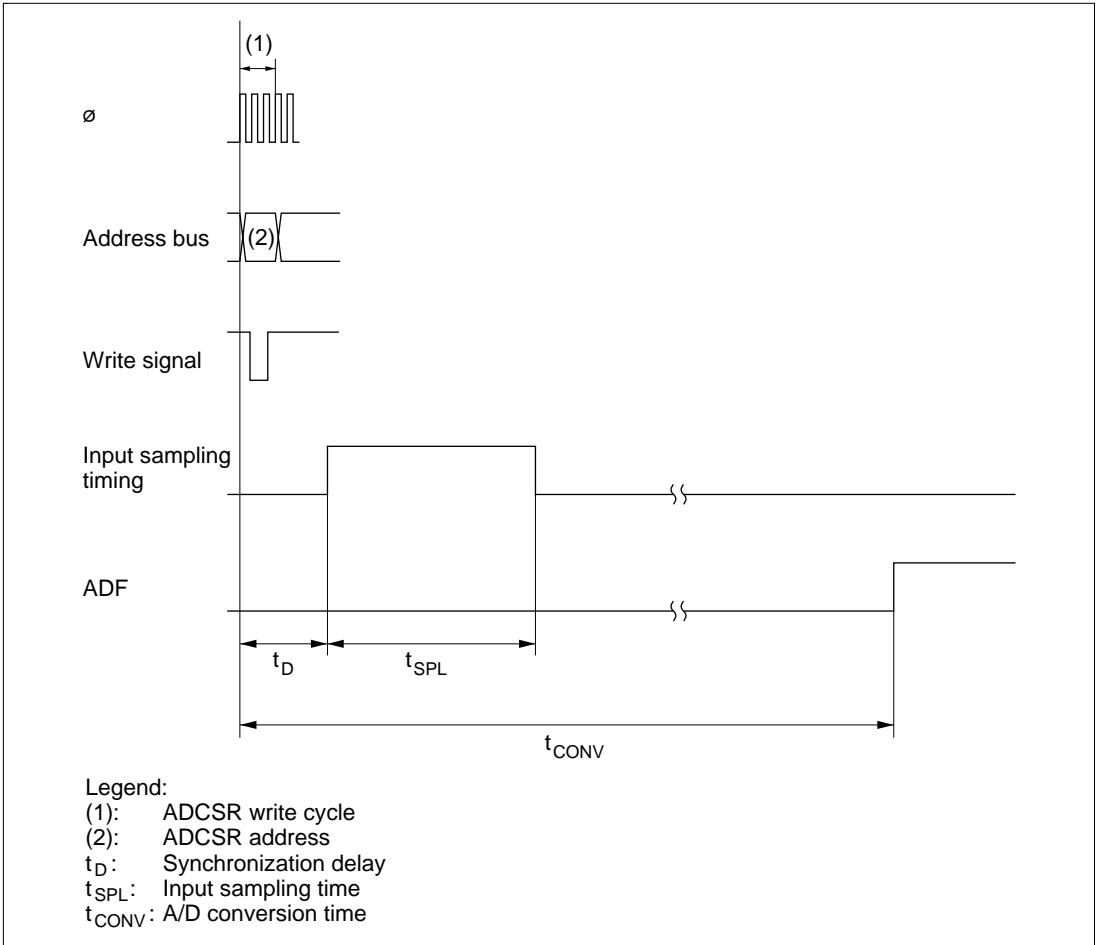 (1)
ø
Address bus
(2)
Write signal
Input sampling
timing
ADF
tD
tSPL
tCONV
Legend:
(1): ADCSR write cycle
(2): ADCSR address
tD: Synchronization delay
tSPL: Input sampling time
tCONV: A/D conversion time